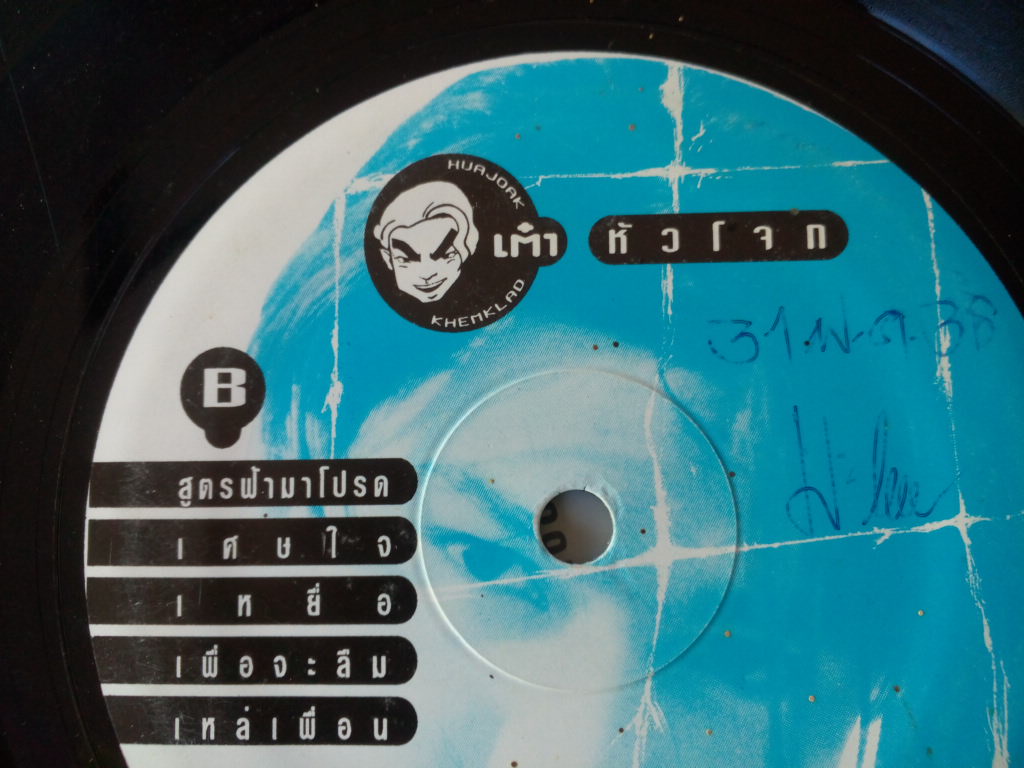 HUAJOAK
เต๋า
หัวโจก
KHEMKLAD
31 พ.ค. 38
B
สูตรฟ้ามาโปรด
เศษใจ
เหยื่อ
เพื่อจะลืม
เหล่าเพื่อน